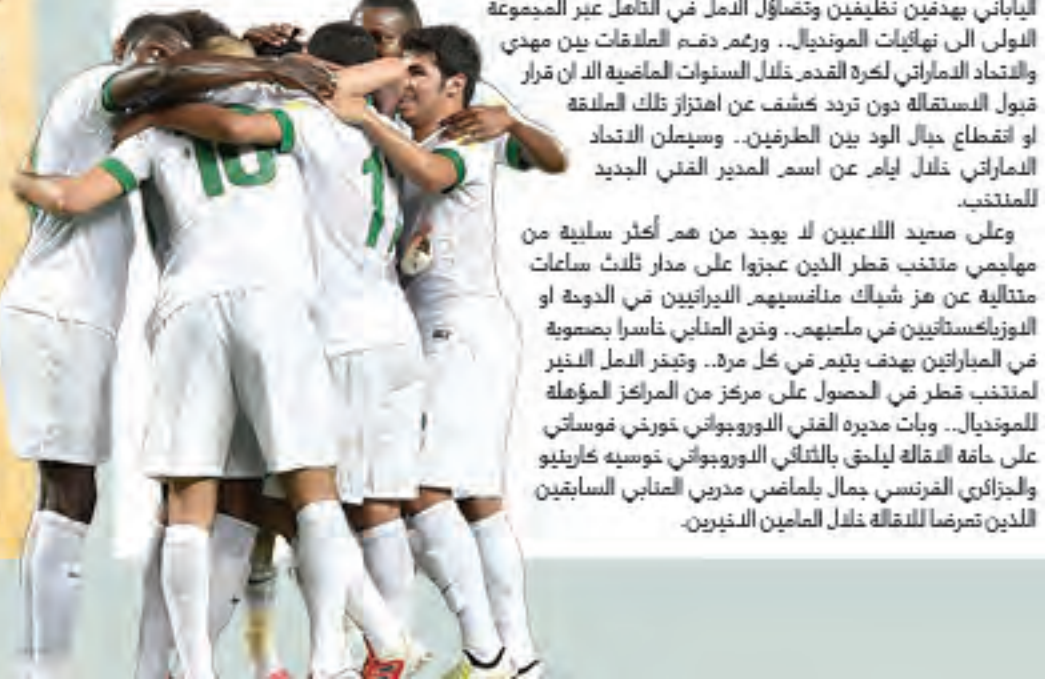 الياباني بهدفين نظيفين وتضاؤل الامل في التاهل عبر المجموعة
الاولى الى نهائيات المونديال.. ورغم دفء العلاقات بين مهدي
والاتحاد الاماراتي لكرة القدم خلال السنوات الماضية الا ان قرار
قبول الاستقالة دون تردد كشف عن اهتزاز تلك العلاقة
او انقطاع حبال الود بين الطرفين.. وسيعلن الاتحاد
الاماراتي خلال ايام عن اسم المدير الفني الجديد
للمنتخب.
وعلى صعيد اللاعبين لا يوجد من هم أكثر سلبية من
مهاجمي منتخب قطر الذين عجزوا على مدار ثلاث ساعات
متتالية عن هز شباك منافسيهم الايرانيين في الدوحة او
الاوزباكستانيين في ملعبهم.. وخرج العنابي خاسرا بصعوبة
في المباراتين بهدف يتيم في كل مرة.. وتبخر الامل الاخير
لمنتخب قطر في الحصول على مركز من المراكز المؤهلة
للمونديال.. وبات مديره الفني الاوروجواني خورخي فوساتي
على حافة الاقالة ليلحق بالثنائي الاوروجواني خوسيه كارينيو
والجزائري الفرنسي جمال بلماضي مدربي العنابي السابقين
اللذين تعرضا للاقالة خلال العامين الاخيرين.
16
1